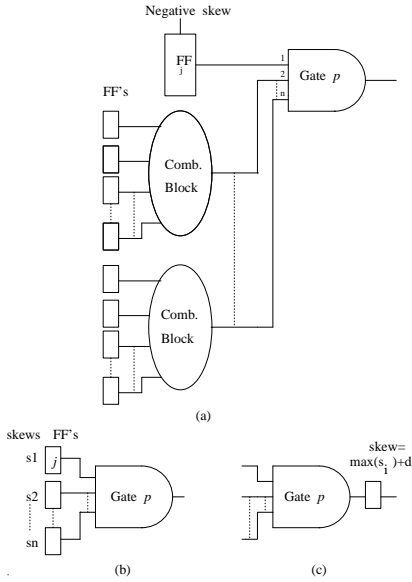 Negative skew
FF
j
1
2
n
Gate p
FF's
Comb.
Block
Comb.
Block
(a)
skews FF's
s1 j
s2
sn
Gate p
(b)
skew=
max(s i )+d
Gate p
(c)